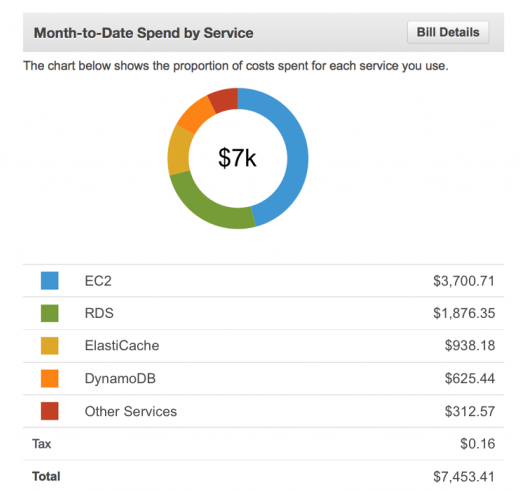 Month-to-Date Spend by Service
Bill Details
The chart below shows the proportion of costs spent for each service you use.
$7k
EC2 $3,700.71
RDS $1,876.35
ElastiCache $938.18
DynamoDB $625.44
Other Services $312.57
Tax $0.16
Total $7,453.41